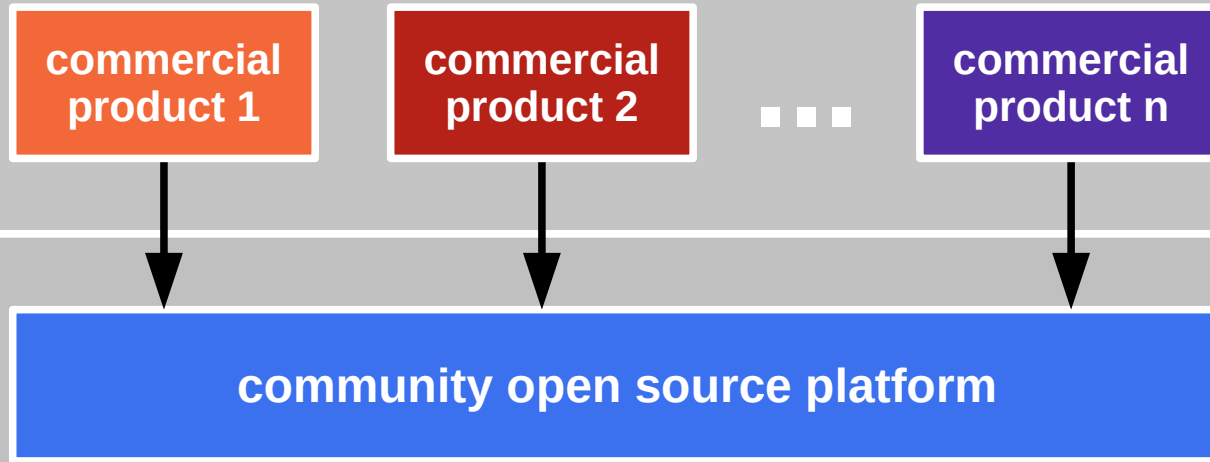 commercial
product 1
commercial
product 2
...
commercial
product n
community open source platform